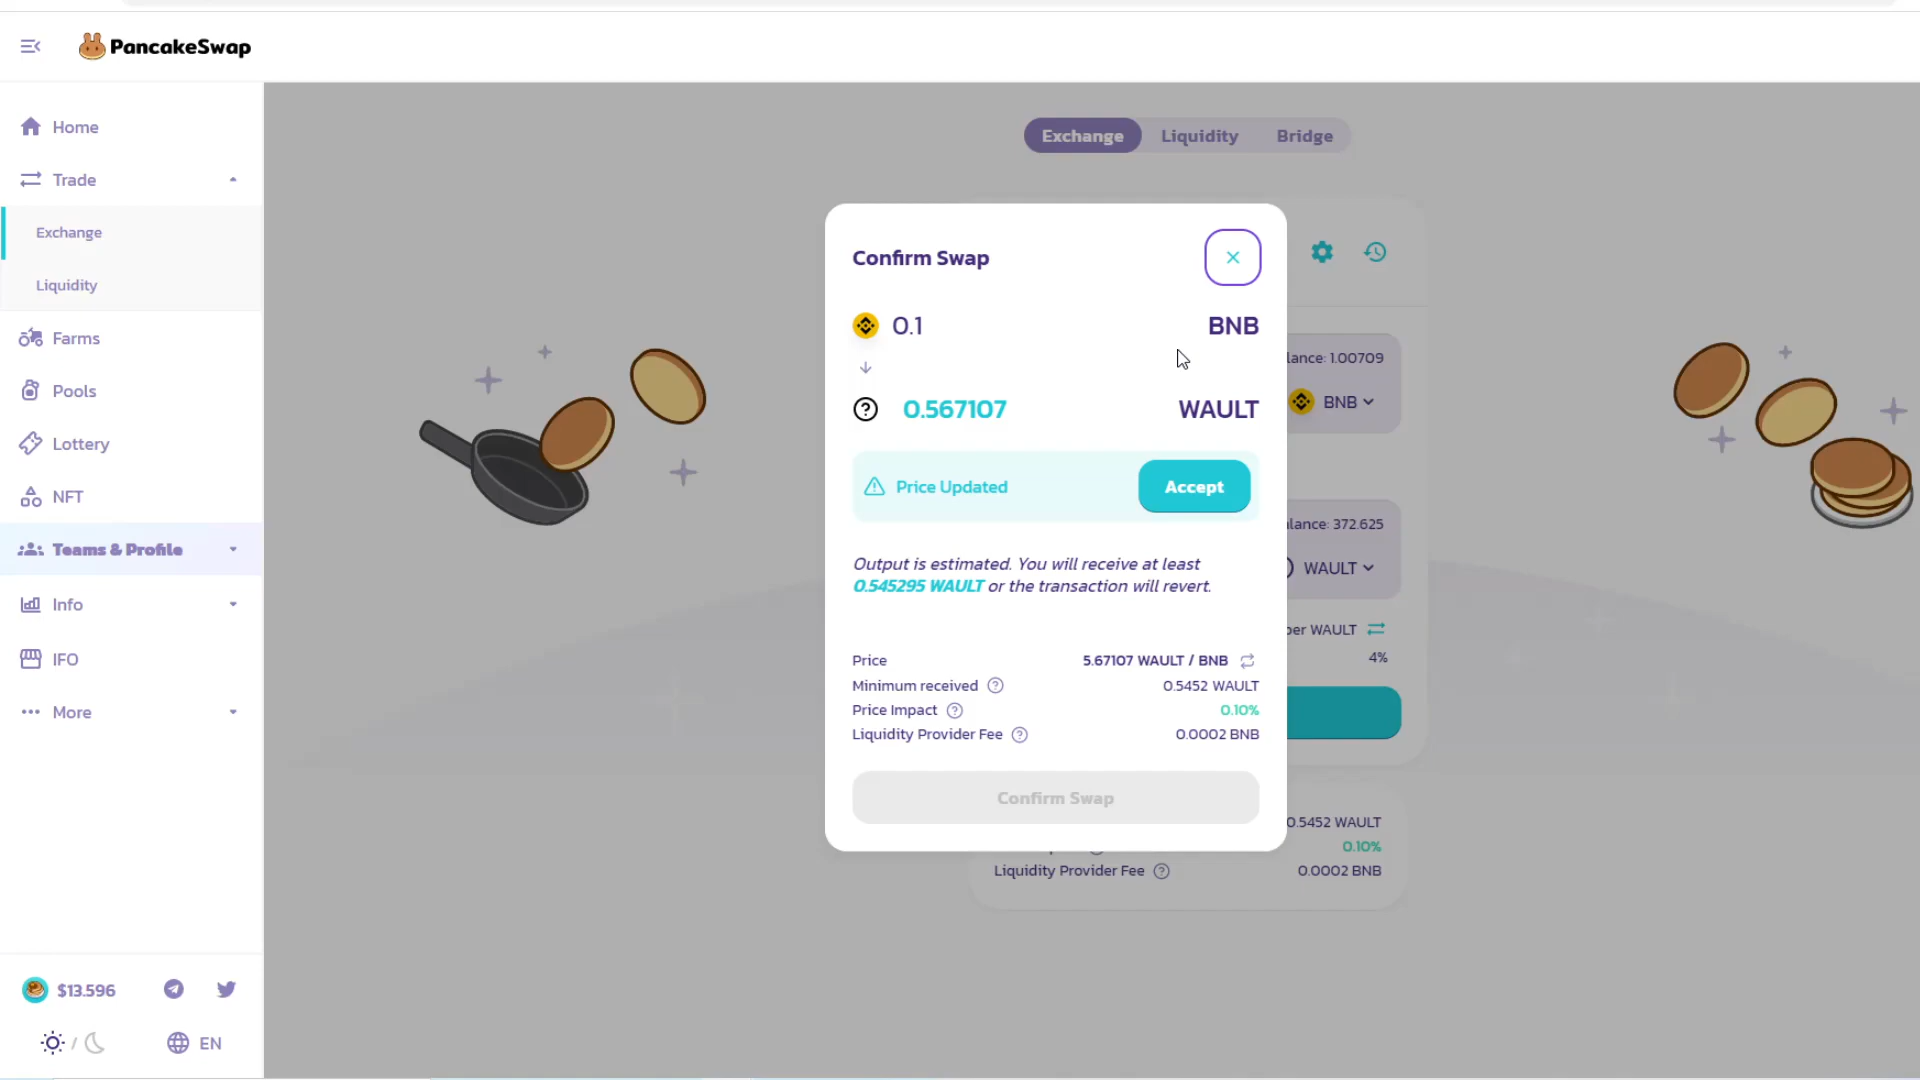 PancakeSwap
Home
Trade
Exchange
Liquidity
Farms
Pools
Lottery
NFT
Teams & Profile
Info
IFO
More
$13.596
/
EN
Exchange
Liquidity
Bridge
Confirm Swap
0.1 BNB
0.567107 WAULT
Price Updated
Accept
Output is estimated. You will receive at least
0.545295 WAULT or the transaction will revert.
Price 5.67107 WAULT / BNB
Minimum received ? 0.5452 WAULT
Price Impact ? 0.10%
Liquidity Provider Fee ? 0.0002 BNB
Confirm Swap
lance: 1.00709
BNB
lance: 372.625
WAULT
per WAULT
4%
0.5452 WAULT
0.10%
Liquidity Provider Fee ? 0.0002 BNB